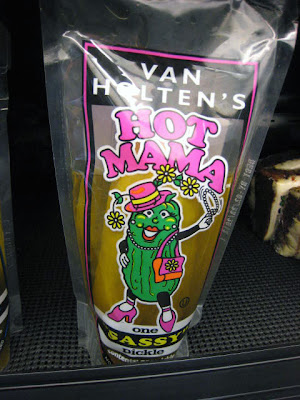 VAN
HOLTEN'S
HOT
MAMA
one
"SASSY"
pickle